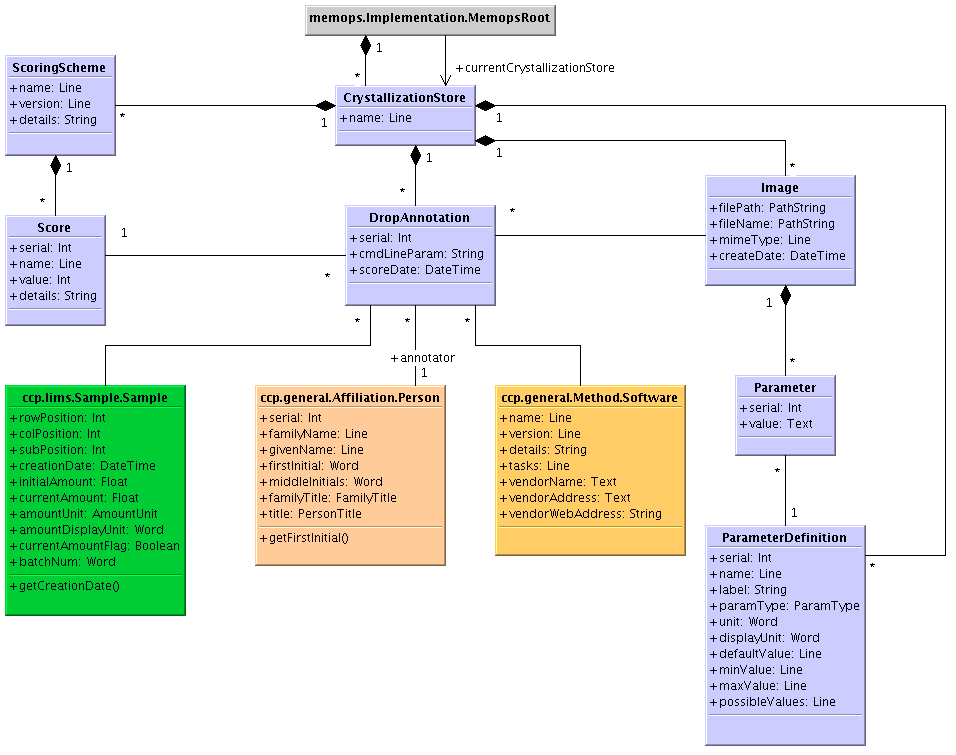 memops.Implementation.MemopsRoot
1
*
+currentCrystallizationStore
ScoringScheme
+name: Line
+version: Line
+details: String
*
1
CrystallizationStore
+name: Line
1
1
1
1
*
*
*
Score
+serial: Int
+name: Line
+value: Int
+details: String
1
*
DropAnnotation
+serial: Int
+cmdLineParam: String
+scoreDate: DateTime
*
Image
+filePath: PathString
+fileName: PathString
+mimeType: Line
+createDate: DateTime
1
*
*
*
*
+annotator
1
ccp.lims.Sample.Sample
+rowPosition: Int
+colPosition: Int
+subPosition: Int
+creationDate: DateTime
+initialAmount: Float
+currentAmount: Float
+amountUnit: AmountUnit
+amountDisplayUnit: Word
+currentAmountFlag: Boolean
+batchNum: Word
+getCreationDate()
ccp.general.Affiliation.Person
+serial: Int
+familyName: Line
+givenName: Line
+firstInitial: Word
+middleInitials: Word
+familyTitle: FamilyTitle
+title: PersonTitle
+getFirstInitial()
ccp.general.Method.Software
+name: Line
+version: Line
+details: String
+tasks: Line
+vendorName: Text
+vendorAddress: Text
+vendorWebAddress: String
Parameter
+serial: Int
+value: Text
*
1
ParameterDefinition
+serial: Int
+name: Line
+label: String
+paramType: ParamType
+unit: Word
+displayUnit: Word
+defaultValue: Line
+minValue: Line
+maxValue: Line
+possibleValues: Line
*